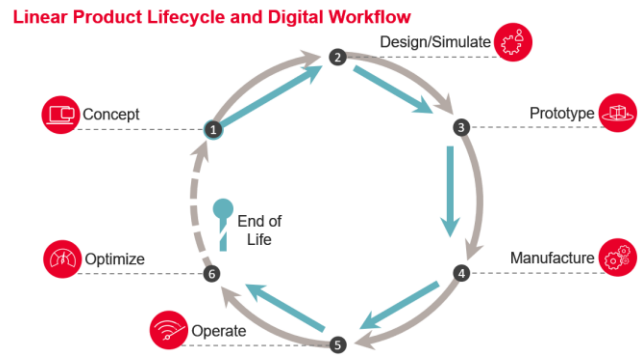 Linear Product Lifecycle and Digital Workflow
Design/Simulate
2
Concept
1
Prototype
3
End of
Life
Optimize
6
Manufacture
4
Operate
5